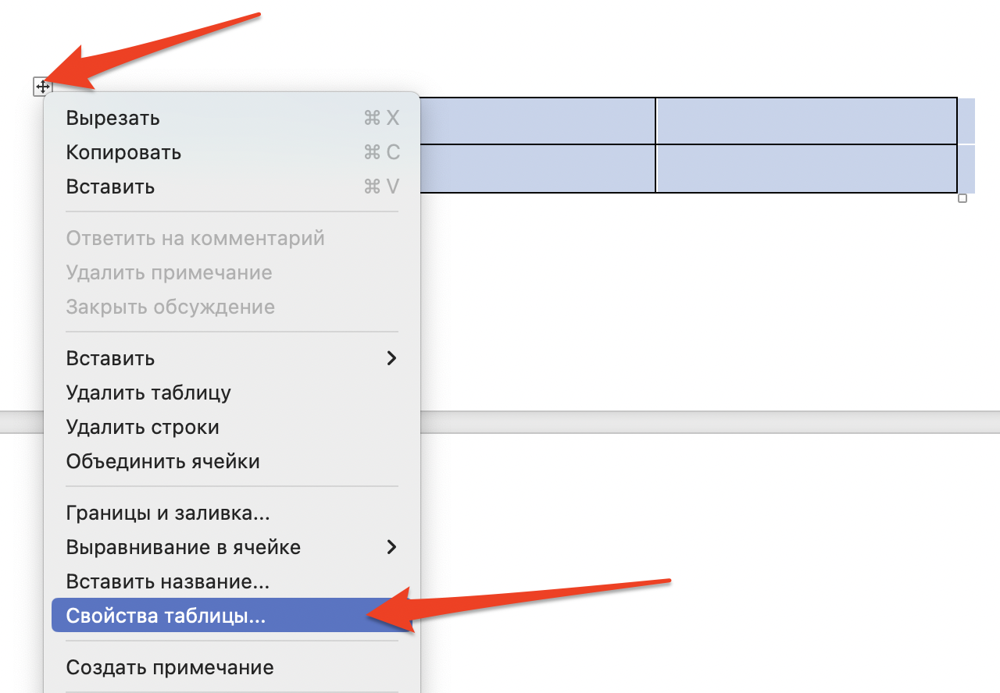 Вырезать ⌘ X
Копировать ⌘ C
Вставить ⌘ V
Ответить на комментарий
Удалить примечание
Закрыть обсуждение
Вставить
Удалить таблицу
Удалить строки
Объединить ячейки
Границы и заливка...
Выравнивание в ячейке
Вставить название...
Свойства таблицы...
Создать примечание